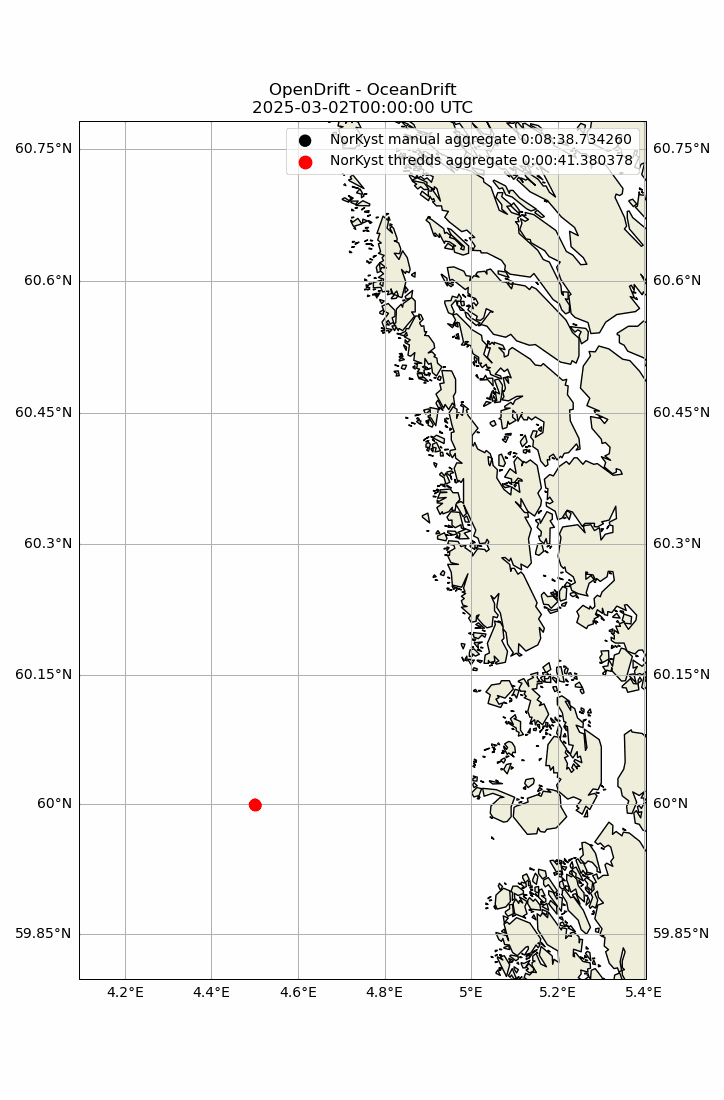 OpenDrift - OceanDrift
2025-03-02T00:00:00 UTC
NorKyst manual aggregate 0:08:38.734260
NorKyst thredds aggregate 0:00:41.380378
60.75°N 60.75°N
60.6°N 60.6°N
60.45°N 60.45°N
60.3°N 60.3°N
60.15°N 60.15°N
60°N 60°N
59.85°N 59.85°N
4.2°E 4.4°E 4.6°E 4.8°E 5°E 5.2°E 5.4°E